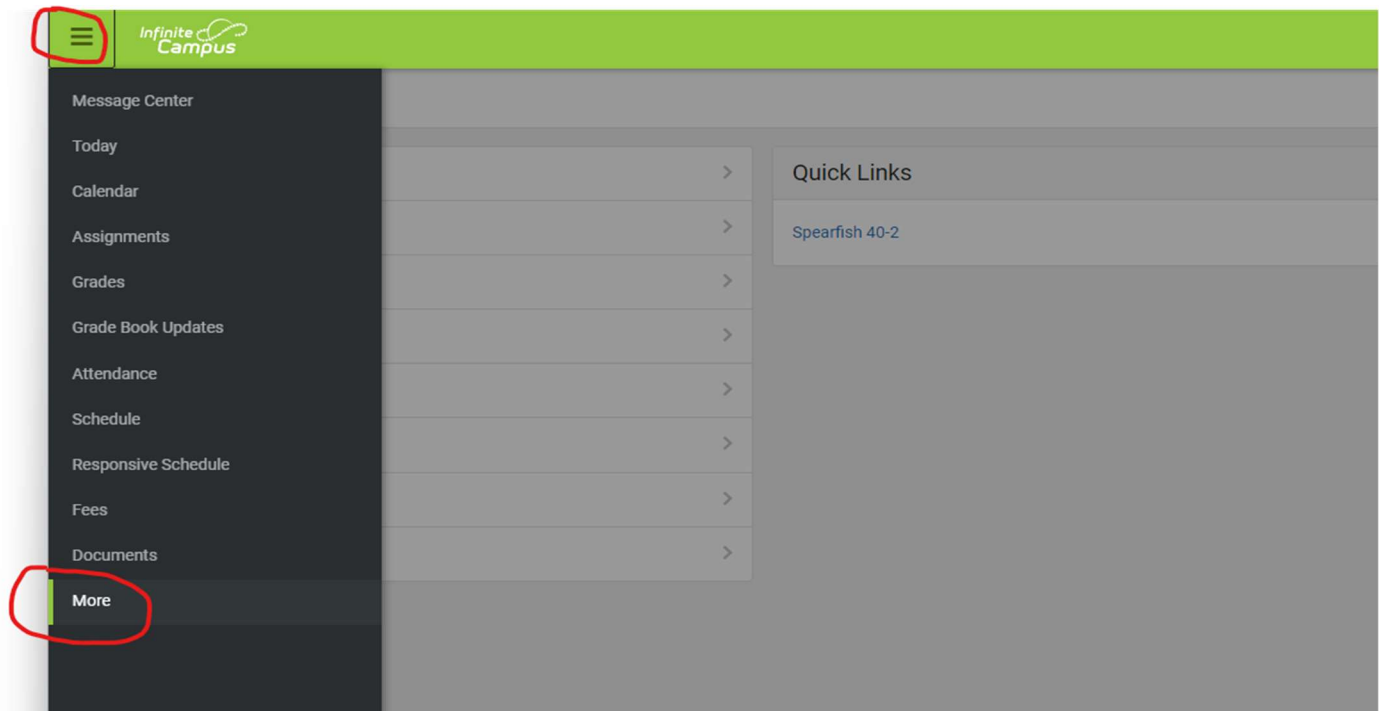 Infinite
Campus
Message Center
Today
Calendar
Assignments
Grades
Grade Book Updates
Attendance
Schedule
Responsive Schedule
Fees
Documents
More
Quick Links
Spearfish 40-2